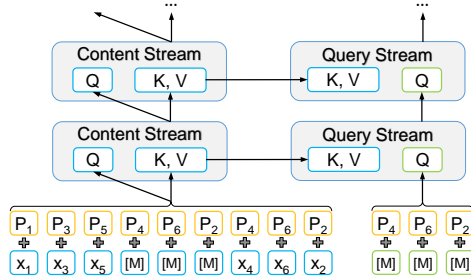 ... ...
Content Stream Query Stream
Q K, V K, V Q
Content Stream Query Stream
Q K, V K, V Q
P1 P3 P5 P4 P6 P2 P4 P6 P2 P4 P6 P2
x1 x3 x5 [M] [M] [M] x4 x6 x2 [M] [M] [M]